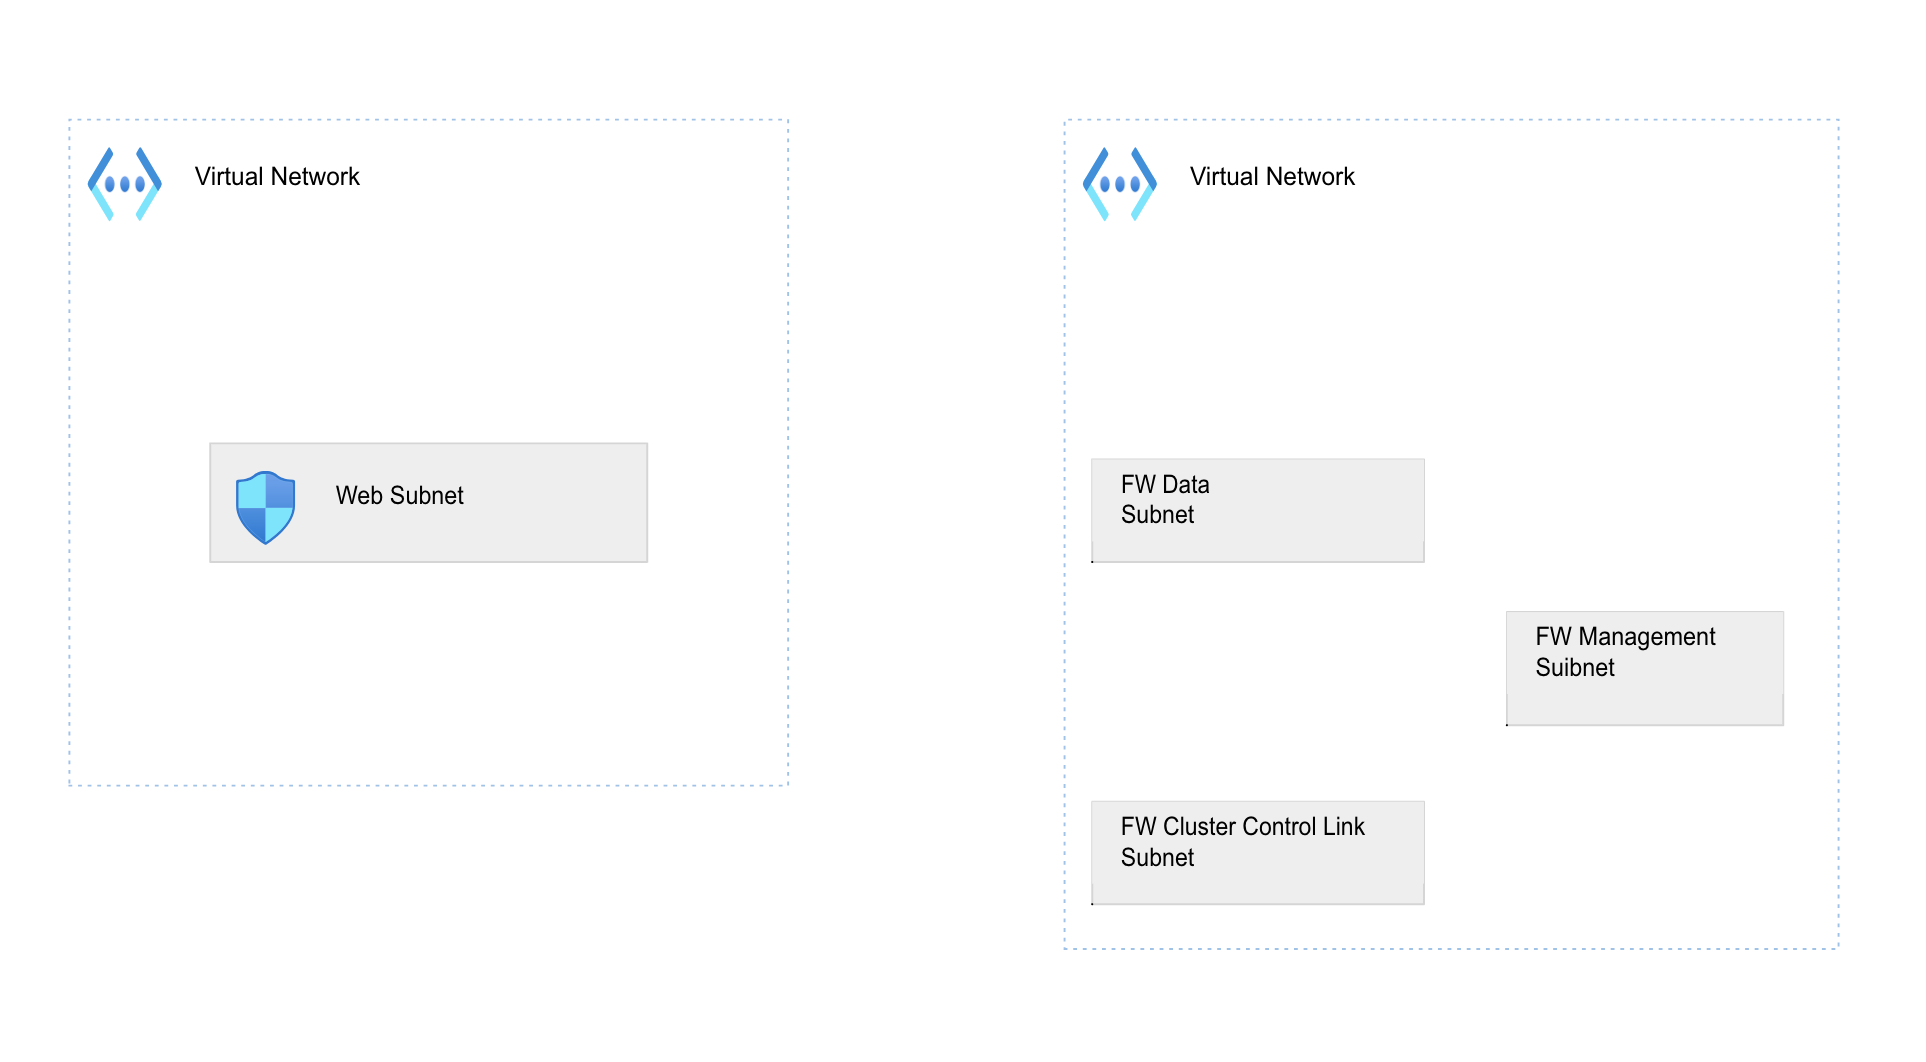 Virtual Network
Web Subnet
Virtual Network
FW Data
Subnet
FW Management
Suibnet
FW Cluster Control Link
Subnet